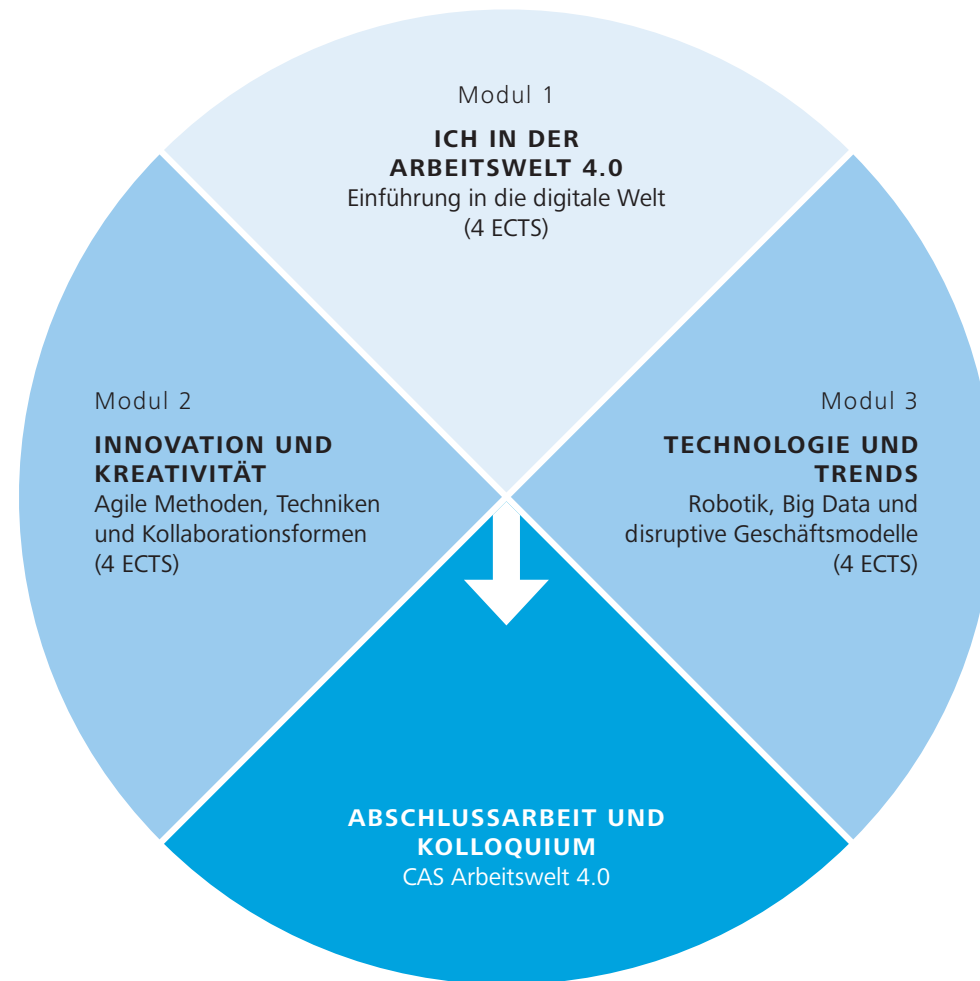 Modul 1
ICH IN DER
ARBEITSWELT 4.0
Einführung in die digitale Welt
(4 ECTS)
Modul 2
INNOVATION UND
KREATIVITÄT
Agile Methoden, Techniken
und Kollaborationsformen
(4 ECTS)
Modul 3
TECHNOLOGIE UND
TRENDS
Robotik, Big Data und
disruptive Geschäftsmodelle
(4 ECTS)
ABSCHLUSSARBEIT UND
KOLLOQUIUM
CAS Arbeitswelt 4.0